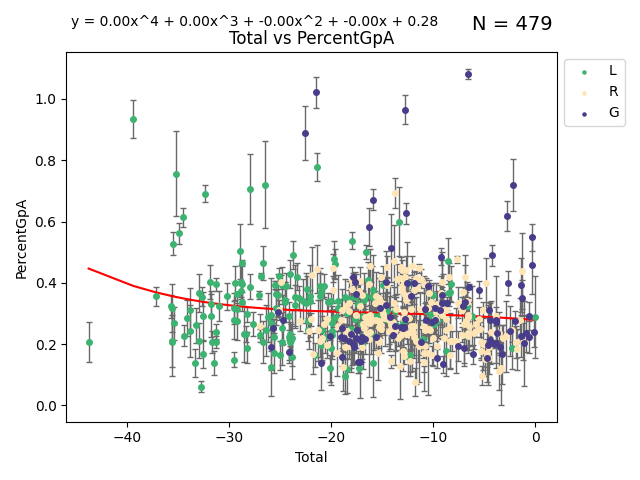 y = 0.00x^4 + 0.00x^3 + -0.00x^2 + -0.00x + 0.28
N = 479
Total vs PercentGpA
L
R
G
1.0
0.8
0.6
0.4
0.2
0.0
PercentGpA
−40
−30
−20
−10
0
Total